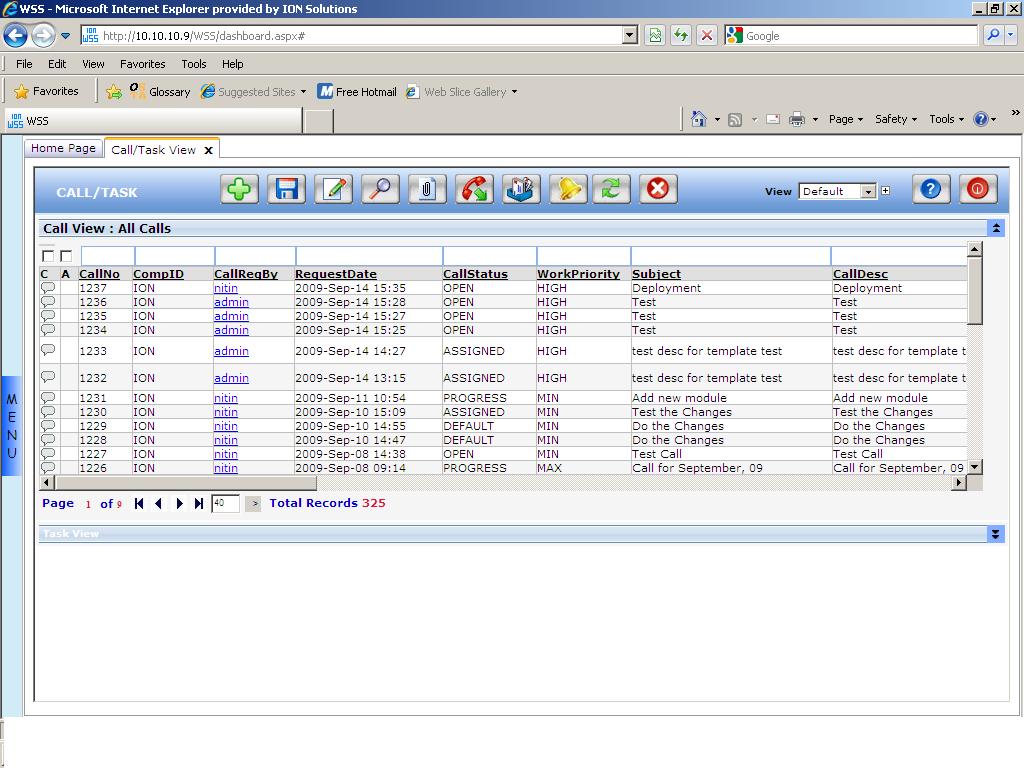 WSS - Microsoft Internet Explorer provided by ION Solutions
http://10.10.10.9/WSS/dashboard.aspx# Google
File Edit View Favorites Tools Help
Favorites Glossary Suggested Sites Free Hotmail Web Slice Gallery
WSS Page Safety Tools »
Home Page Call/Task View X
CALL/TASK View Default
Call View : All Calls
C A CallNo CompID CallReqBy RequestDate CallStatus WorkPriority Subject CallDesc
1237 ION nitin 2009-Sep-14 15:35 OPEN HIGH Deployment Deployment
1236 ION admin 2009-Sep-14 15:28 OPEN HIGH Test Test
1235 ION admin 2009-Sep-14 15:27 OPEN HIGH Test Test
1234 ION admin 2009-Sep-14 15:25 OPEN HIGH Test Test
1233 ION admin 2009-Sep-14 14:27 ASSIGNED HIGH test desc for template test test desc for template t
1232 ION admin 2009-Sep-14 13:15 ASSIGNED HIGH test desc for template test test desc for template t
1231 ION nitin 2009-Sep-11 10:54 PROGRESS MIN Add new module Add new module
1230 ION nitin 2009-Sep-10 15:09 ASSIGNED MIN Test the Changes Test the Changes
1229 ION nitin 2009-Sep-10 14:55 DEFAULT MIN Do the Changes Do the Changes
1228 ION nitin 2009-Sep-10 14:47 DEFAULT MIN Do the Changes Do the Changes
1227 ION nitin 2009-Sep-08 14:38 OPEN MIN Test Call Test Call
1226 ION nitin 2009-Sep-08 09:14 PROGRESS MAX Call for September, 09 Call for September, 09
MENU
Page 1 of 9 40 > Total Records 325
Task View